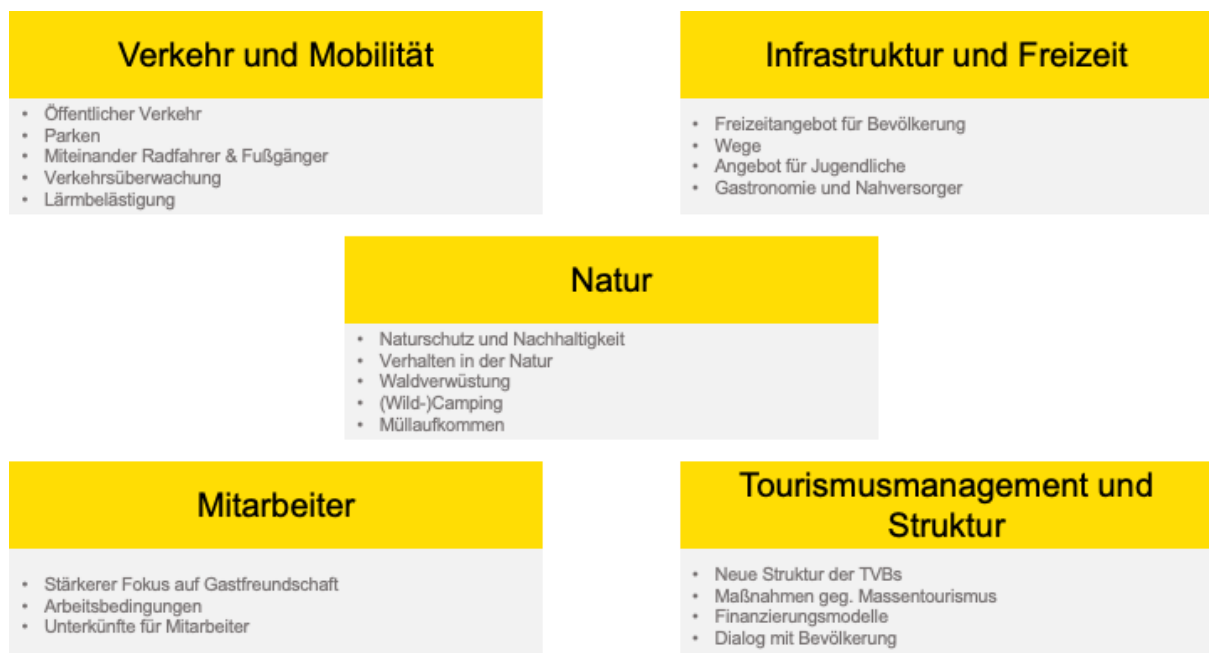 Verkehr und Mobilität
• Öffentlicher Verkehr
• Parken
• Miteinander Radfahrer & Fußgänger
• Verkehrsüberwachung
• Lärmbelästigung
Infrastruktur und Freizeit
• Freizeitangebot für Bevölkerung
• Wege
• Angebot für Jugendliche
• Gastronomie und Nahversorger
Natur
• Naturschutz und Nachhaltigkeit
• Verhalten in der Natur
• Waldverwüstung
• (Wild-)Camping
• Müllaufkommen
Mitarbeiter
• Stärkerer Fokus auf Gastfreundschaft
• Arbeitsbedingungen
• Unterkünfte für Mitarbeiter
Tourismusmanagement und
Struktur
• Neue Struktur der TVBs
• Maßnahmen geg. Massentourismus
• Finanzierungsmodelle
• Dialog mit Bevölkerung